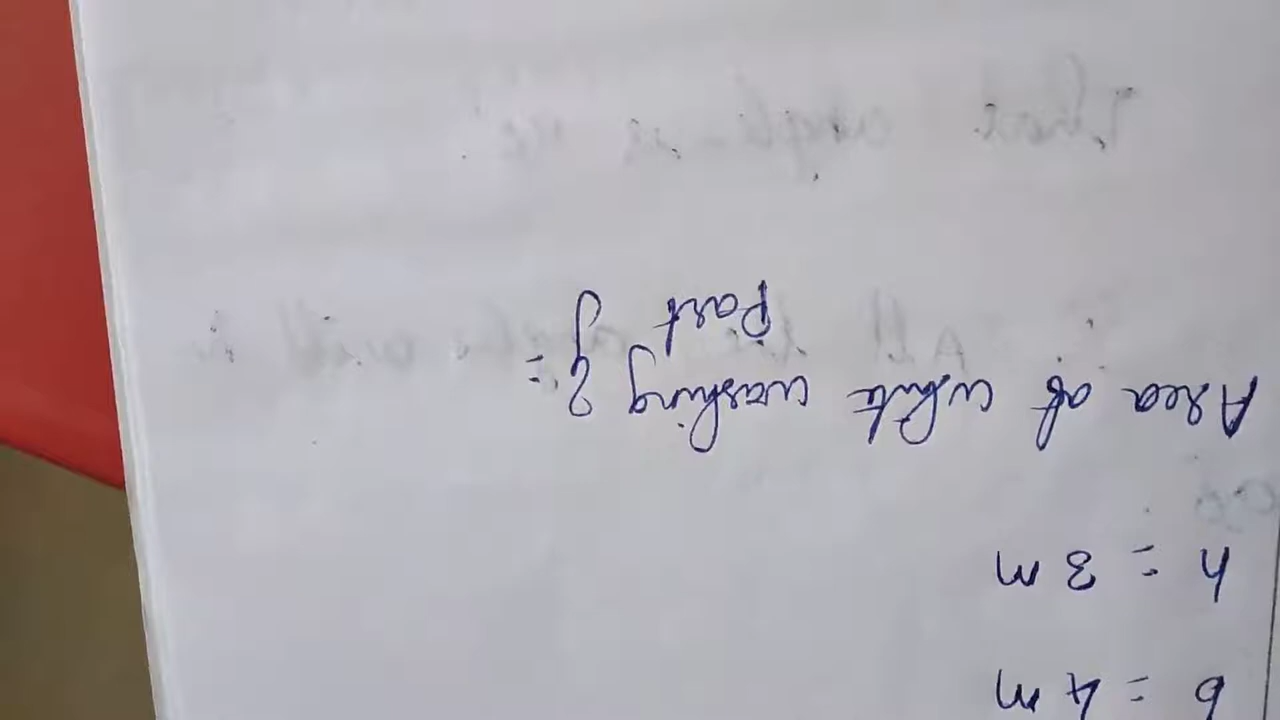 b = 4 m
h = 3 m
Area of white washing } =
Part